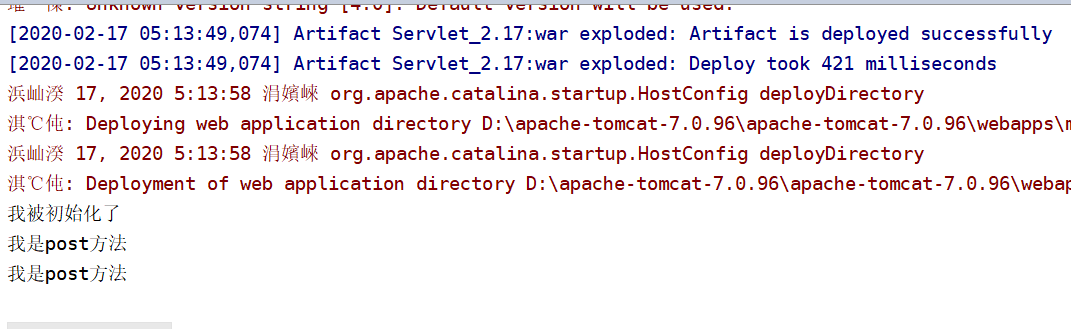 Unknown version string [4.0]. Default version will be used.
[2020-02-17 05:13:49,074] Artifact Servlet_2.17:war exploded: Artifact is deployed successfully
[2020-02-17 05:13:49,074] Artifact Servlet_2.17:war exploded: Deploy took 421 milliseconds
浜屾湀 17, 2020 5:13:58 涓嬪崍 org.apache.catalina.startup.HostConfig deployDirectory
淇℃伅: Deploying web application directory D:\apache-tomcat-7.0.96\apache-tomcat-7.0.96\webapps\m
浜屾湀 17, 2020 5:13:58 涓嬪崍 org.apache.catalina.startup.HostConfig deployDirectory
淇℃伅: Deployment of web application directory D:\apache-tomcat-7.0.96\apache-tomcat-7.0.96\webap
我被初始化了
我是post方法
我是post方法